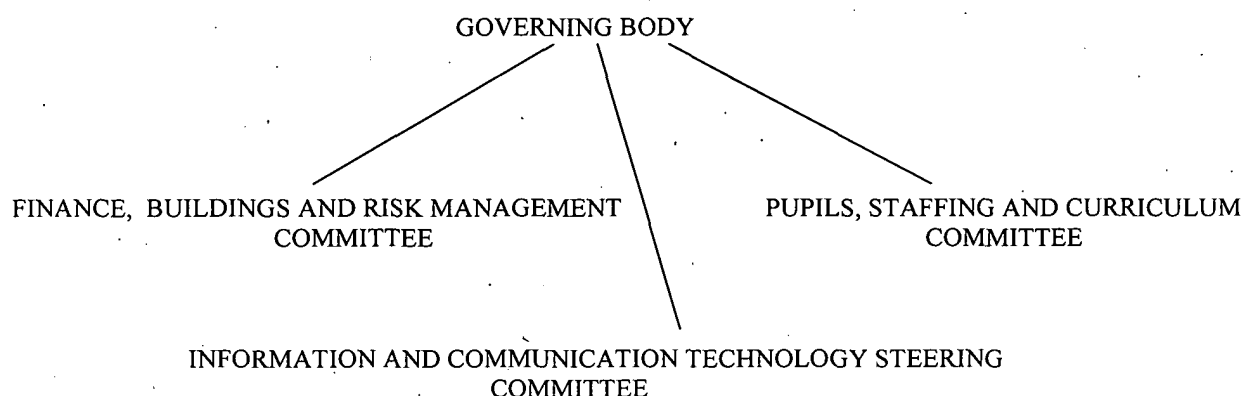 GOVERNING BODY
FINANCE, BUILDINGS AND RISK MANAGEMENT
COMMITTEE
PUPILS, STAFFING AND CURRICULUM
COMMITTEE
INFORMATION AND COMMUNICATION TECHNOLOGY STEERING
COMMITTEE